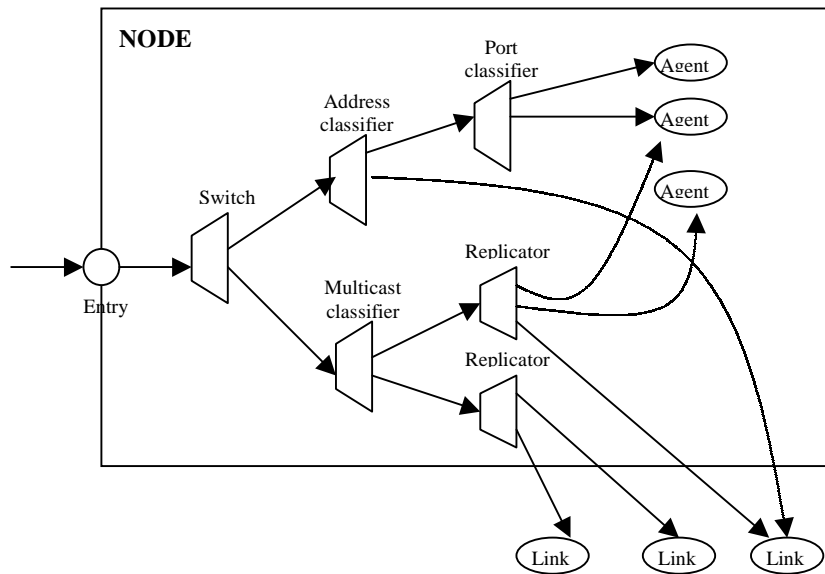 NODE
Port
classifier
Agent
Address
classifier
Agent
Agent
Switch
Replicator
Entry
Multicast
classifier
Replicator
Link
Link
Link